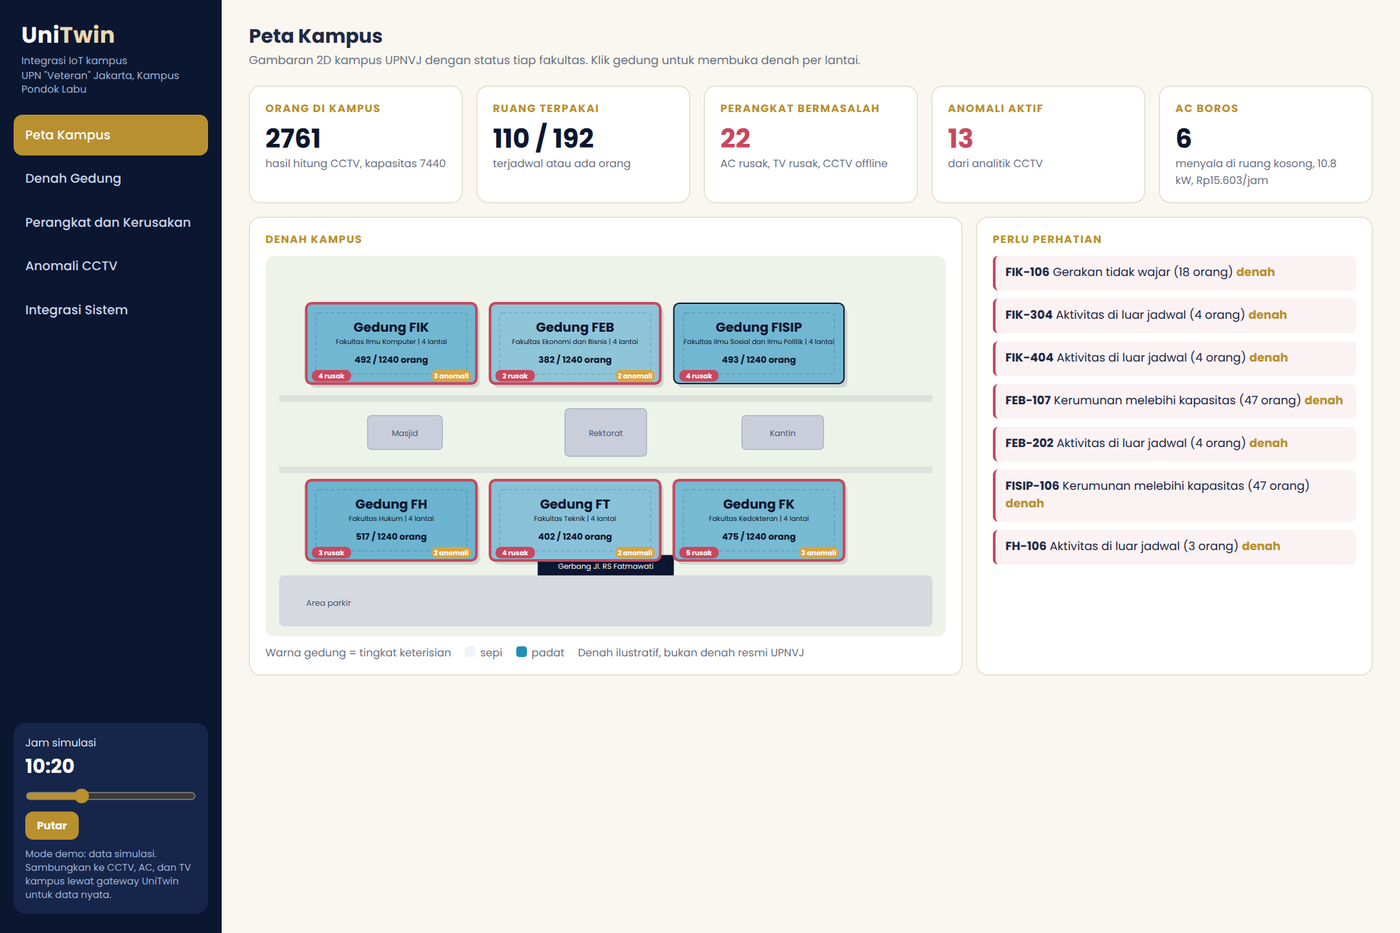 UniTwin
Integrasi IoT kampus
UPN "Veteran" Jakarta, Kampus
Pondok Labu
Peta Kampus
Denah Gedung
Perangkat dan Kerusakan
Anomali CCTV
Integrasi Sistem
Jam simulasi
10:20
Putar
Mode demo: data simulasi.
Sambungkan ke CCTV, AC, dan TV
kampus lewat gateway UniTwin
untuk data nyata.
Peta Kampus
Gambaran 2D kampus UPNVJ dengan status tiap fakultas. Klik gedung untuk membuka denah per lantai.
ORANG DI KAMPUS
2761
hasil hitung CCTV, kapasitas 7440
RUANG TERPAKAI
110 / 192
terjadwal atau ada orang
PERANGKAT BERMASALAH
22
AC rusak, TV rusak, CCTV offline
ANOMALI AKTIF
13
dari analitik CCTV
AC BOROS
6
menyala di ruang kosong, 10.8
kW, Rp15.603/jam
DENAH KAMPUS
Gedung FIK
Fakultas Ilmu Komputer | 4 lantai
492 / 1240 orang
4 rusak
3 anomali
Gedung FEB
Fakultas Ekonomi dan Bisnis | 4 lantai
382 / 1240 orang
2 rusak
2 anomali
Gedung FISIP
Fakultas Ilmu Sosial dan Ilmu Politik | 4 lantai
493 / 1240 orang
4 rusak
Masjid
Rektorat
Kantin
Gedung FH
Fakultas Hukum | 4 lantai
517 / 1240 orang
3 rusak
2 anomali
Gedung FT
Fakultas Teknik | 4 lantai
402 / 1240 orang
4 rusak
2 anomali
Gedung FK
Fakultas Kedokteran | 4 lantai
475 / 1240 orang
5 rusak
3 anomali
Gerbang Jl. RS Fatmawati
Area parkir
Warna gedung = tingkat keterisian sepi padat Denah ilustratif, bukan denah resmi UPNVJ
PERLU PERHATIAN
FIK-106 Gerakan tidak wajar (18 orang) denah
FIK-304 Aktivitas di luar jadwal (4 orang) denah
FIK-404 Aktivitas di luar jadwal (4 orang) denah
FEB-107 Kerumunan melebihi kapasitas (47 orang) denah
FEB-202 Aktivitas di luar jadwal (4 orang) denah
FISIP-106 Kerumunan melebihi kapasitas (47 orang)
denah
FH-106 Aktivitas di luar jadwal (3 orang) denah